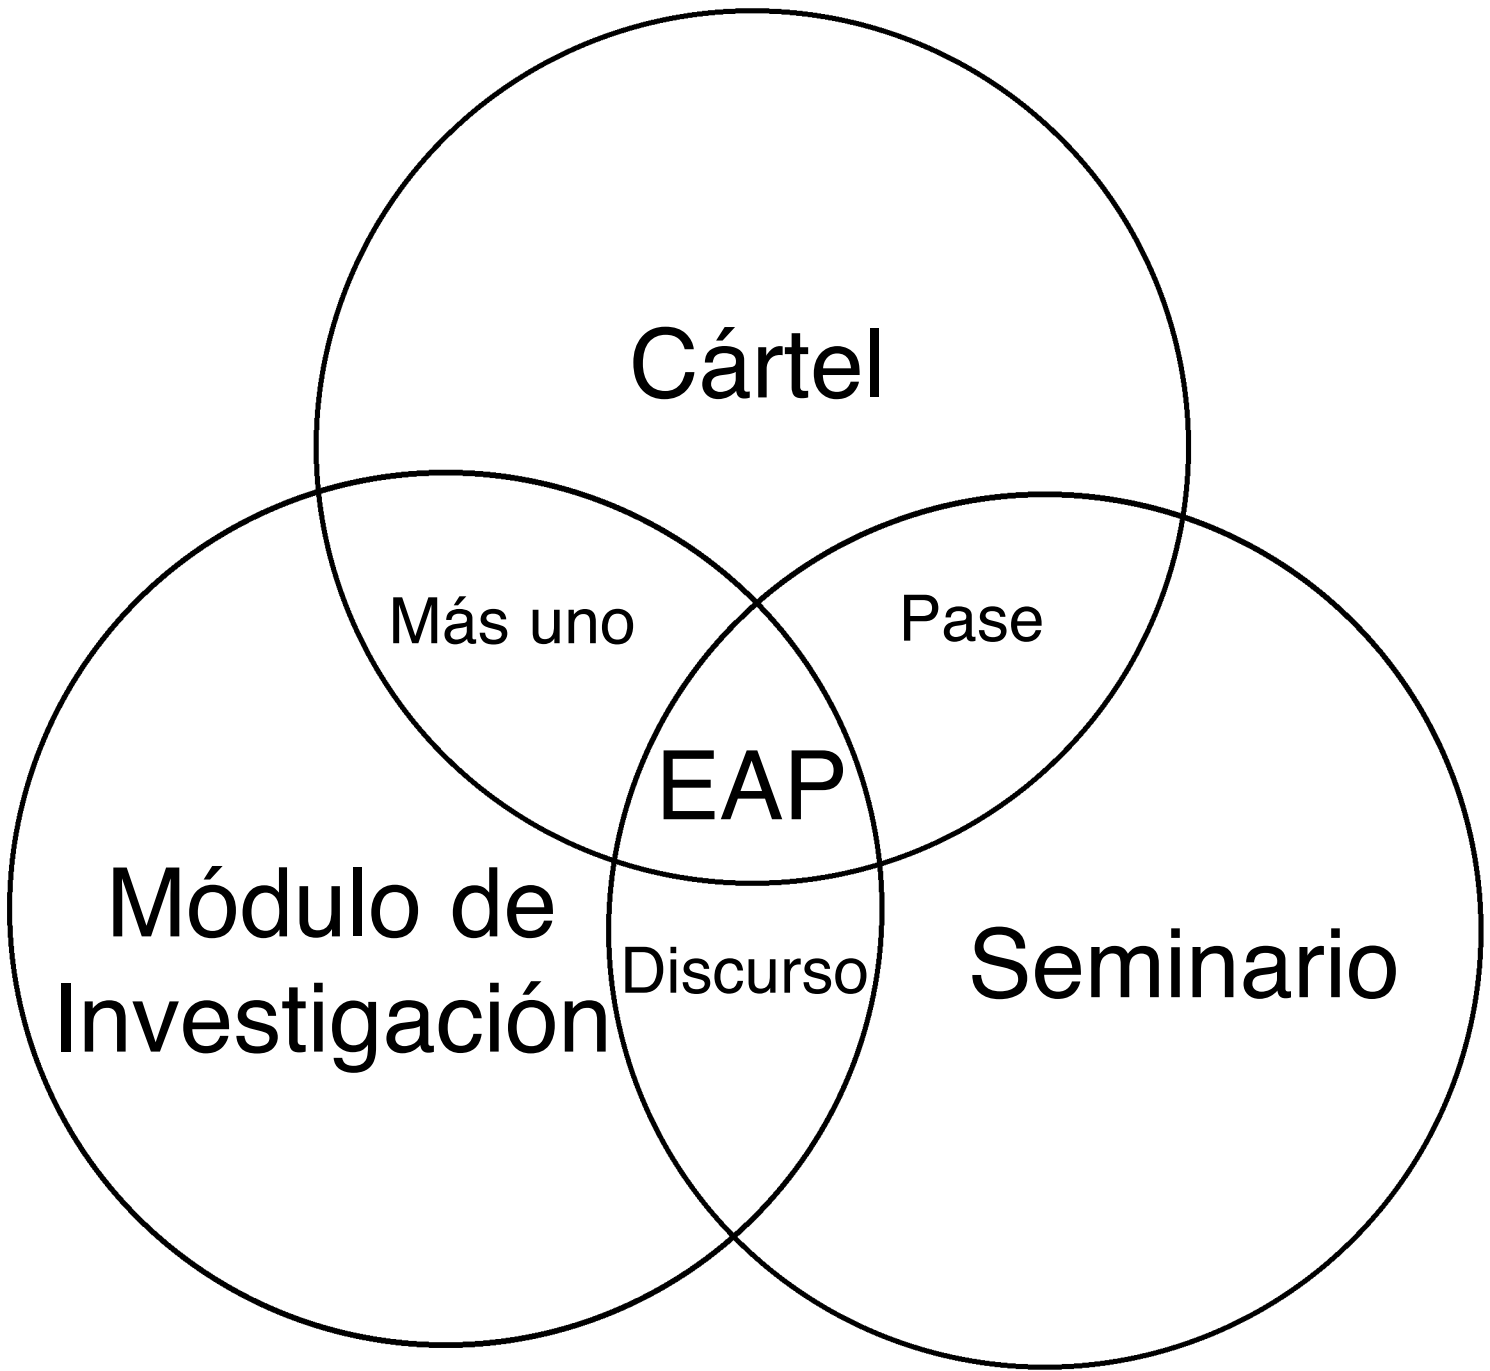 Cártel
Más uno
Pase
EAP
Módulo de
Investigación
Discurso
Seminario